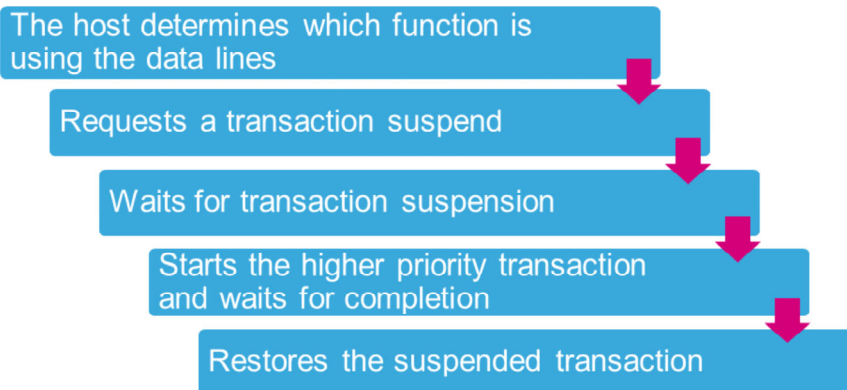 The host determines which function is
using the data lines
Requests a transaction suspend
Waits for transaction suspension
Starts the higher priority transaction
and waits for completion
Restores the suspended transaction